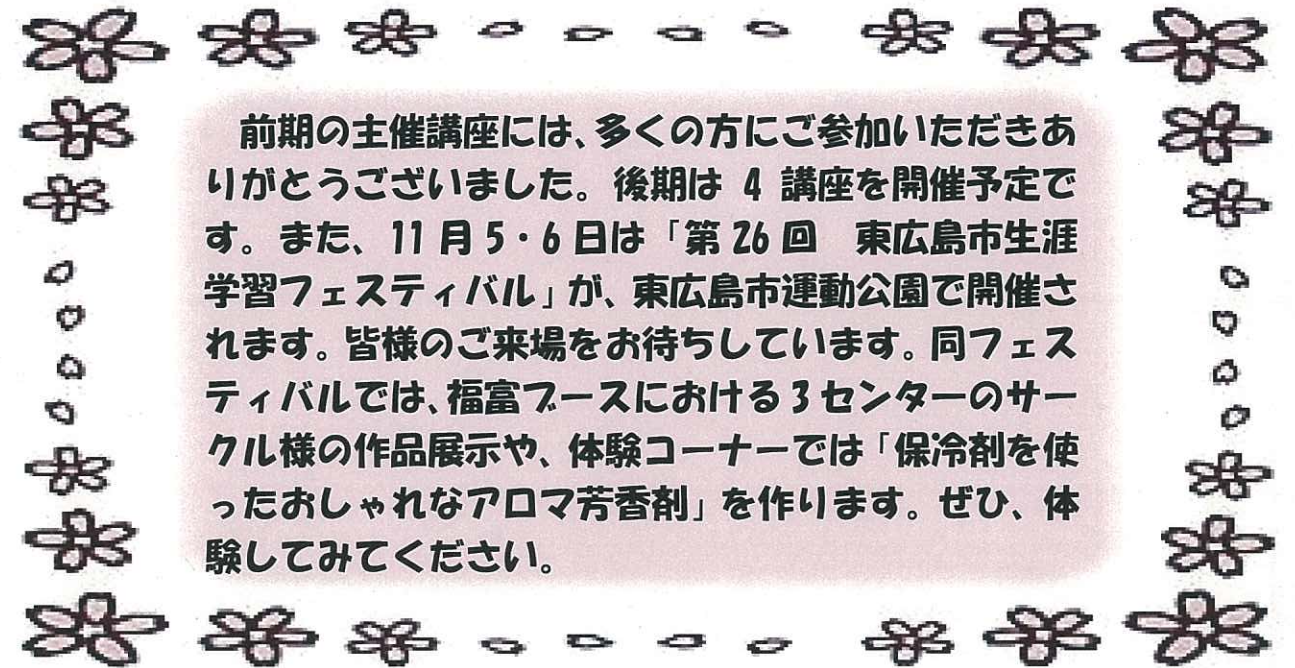 前期の主催講座には、多くの方にご参加いただきあ
りがとうございました。後期は 4 講座を開催予定で
す。また、11月5・6日は「第26回　東広島市生涯
学習フェスティバル」が、東広島市運動公園で開催さ
れます。皆様のご来場をお待ちしています。同フェス
ティバルでは、福富ブースにおける3センターのサー
クル様の作品展示や、体験コーナーでは「保冷剤を使
ったおしゃれなアロマ芳香剤」を作ります。ぜひ、体
験してみてください。